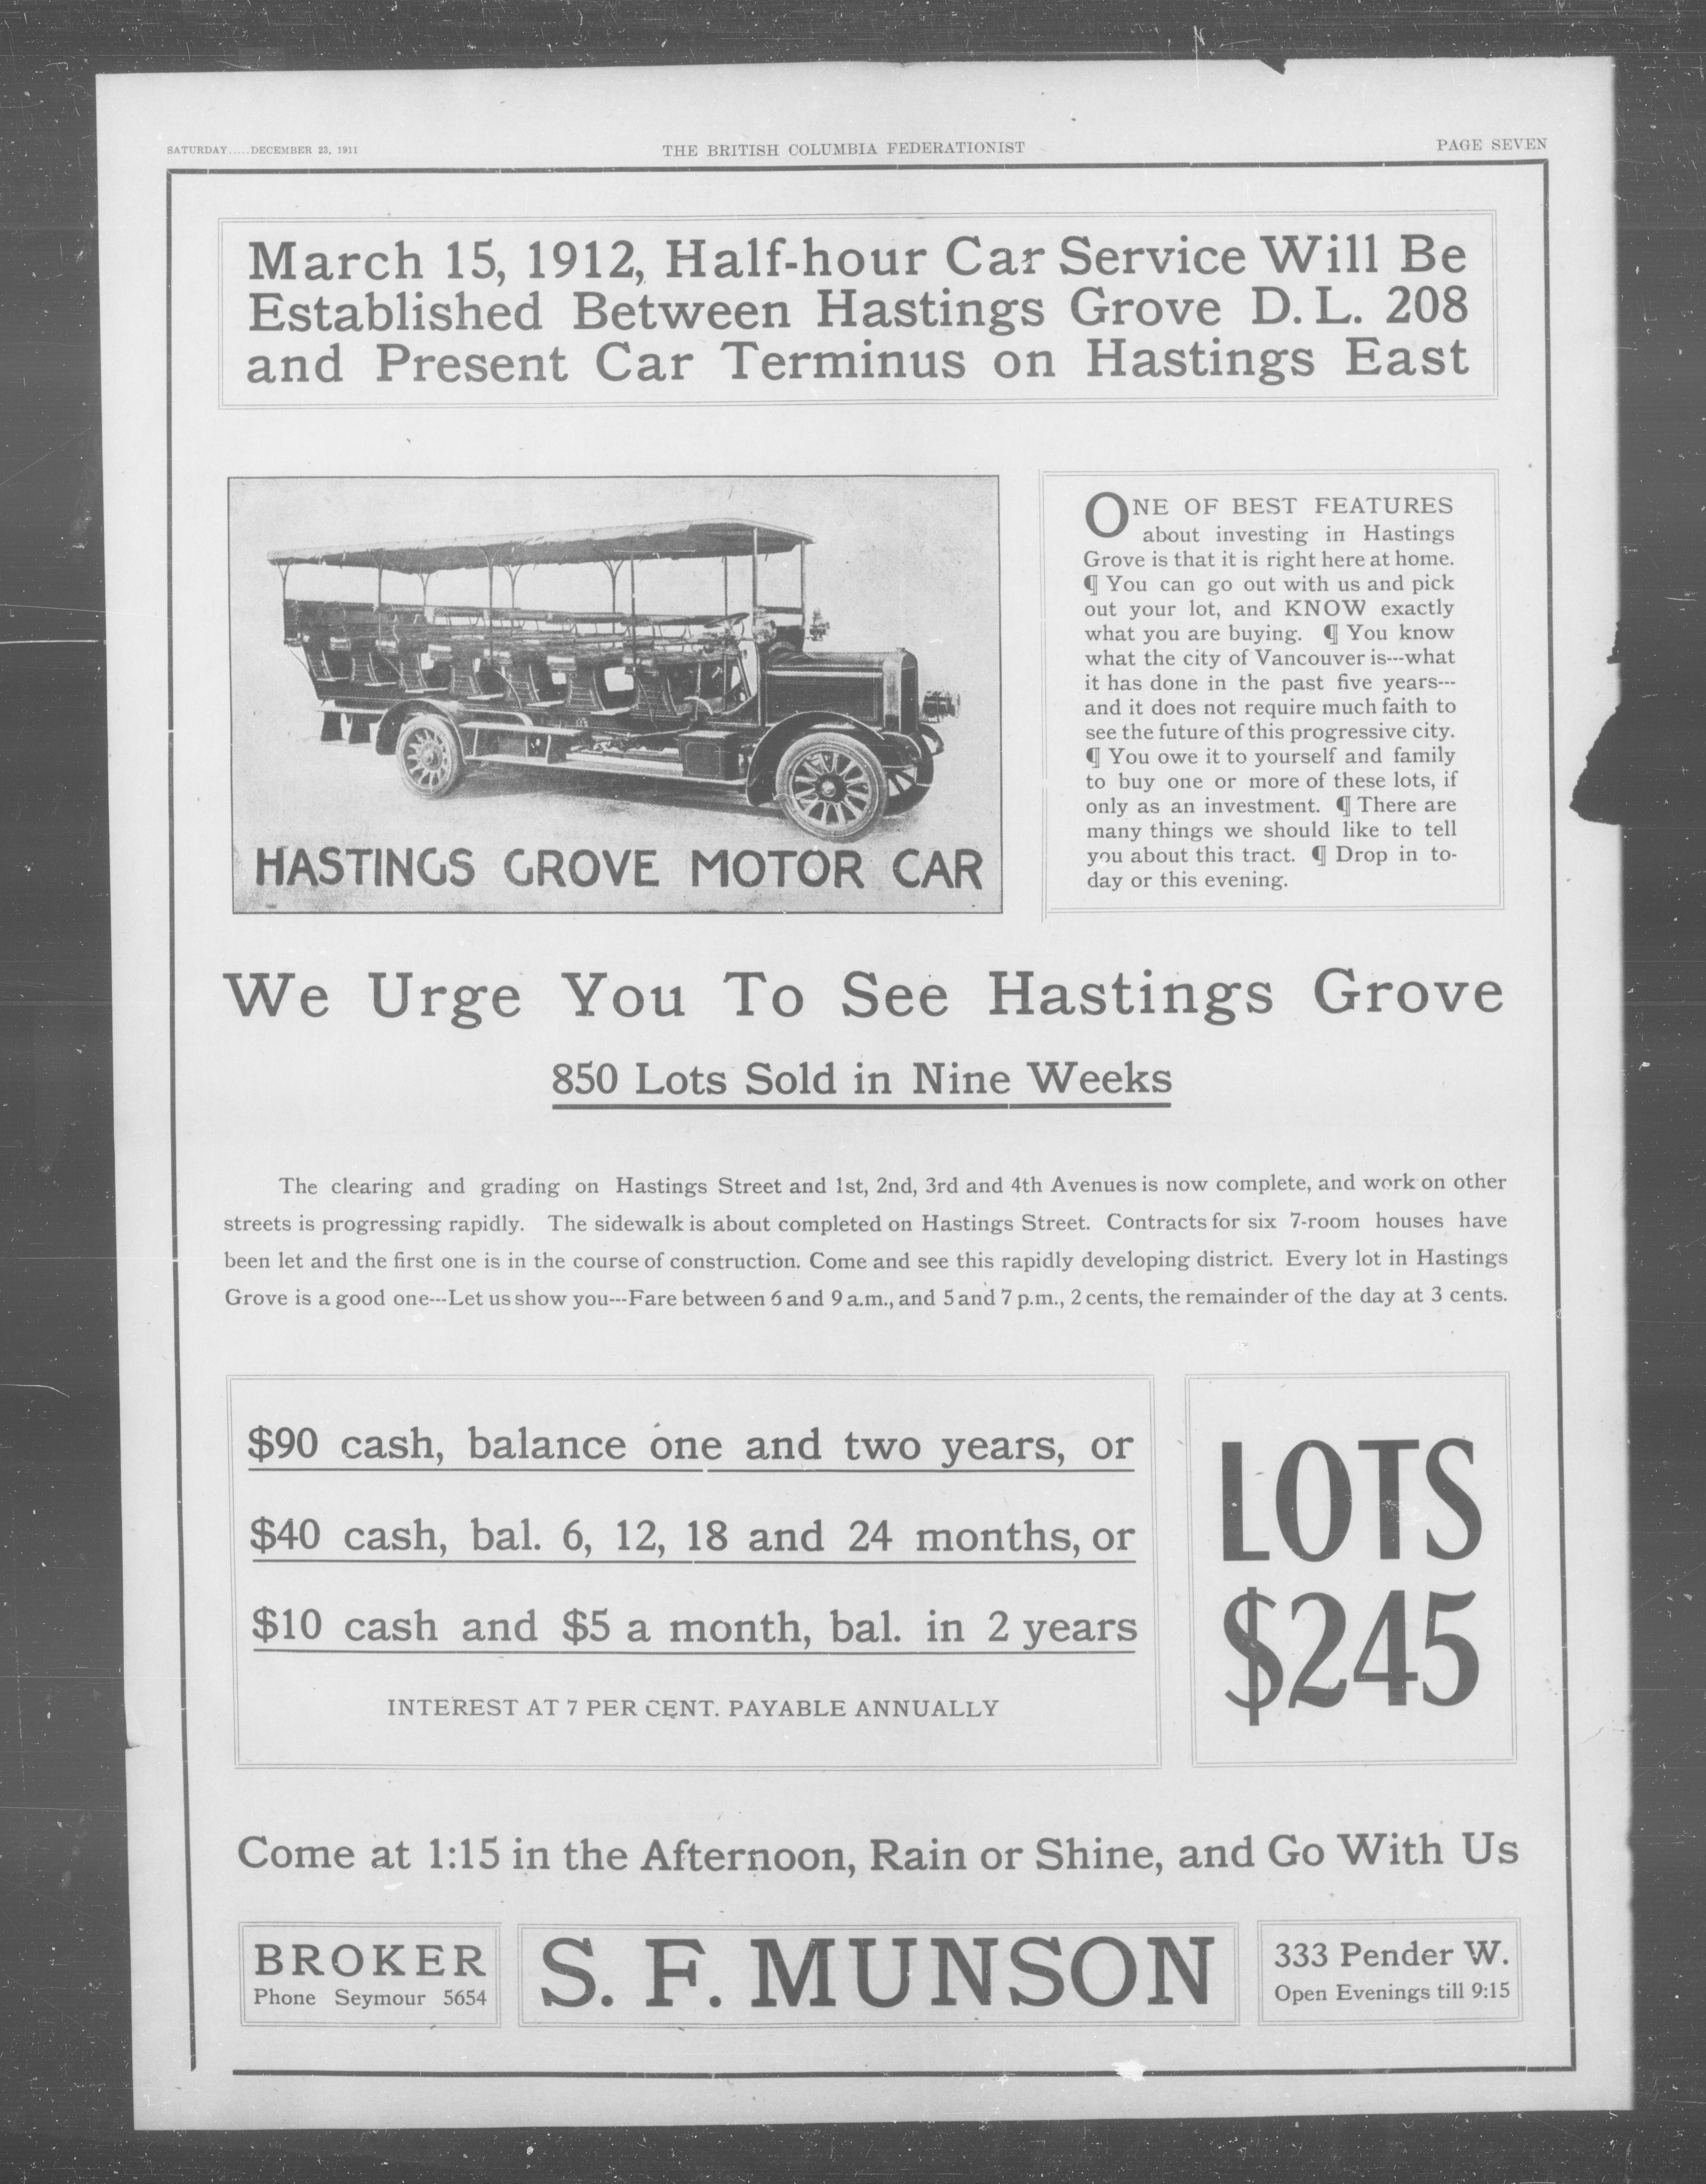 SATURDAY.....DECEMBER 23, 1911
THE BRITISH COLUMBIA FEDERATIONIST
PAGE SEVEN
March 15, 1912, Half-hour Car Service Will Be
Established Between Hastings Grove D. L. 208
and Present Car Terminus on Hastings East
HASTINGS GROVE MOTOR CAR
ONE OF BEST FEATURES
about investing in Hastings
Grove is that it is right here at home.
¶ You can go out with us and pick
out your lot, and KNOW exactly
what you are buying. ¶ You know
what the city of Vancouver is---what
it has done in the past five years---
and it does not require much faith to
see the future of this progressive city.
¶ You owe it to yourself and family
to buy one or more of these lots, if
only as an investment. ¶ There are
many things we should like to tell
you about this tract. ¶ Drop in to-
day or this evening.
We Urge You To See Hastings Grove
850 Lots Sold in Nine Weeks
The clearing and grading on Hastings Street and 1st, 2nd, 3rd and 4th Avenues is now complete, and work on other
streets is progressing rapidly. The sidewalk is about completed on Hastings Street. Contracts for six 7-room houses have
been let and the first one is in the course of construction. Come and see this rapidly developing district. Every lot in Hastings
Grove is a good one---Let us show you---Fare between 6 and 9 a.m., and 5 and 7 p.m., 2 cents, the remainder of the day at 3 cents.
$90 cash, balance one and two years, or
$40 cash, bal. 6, 12, 18 and 24 months, or
$10 cash and $5 a month, bal. in 2 years
INTEREST AT 7 PER CENT. PAYABLE ANNUALLY
LOTS
$245
Come at 1:15 in the Afternoon, Rain or Shine, and Go With Us
BROKER
Phone Seymour 5654
S. F. MUNSON
333 Pender W.
Open Evenings till 9:15